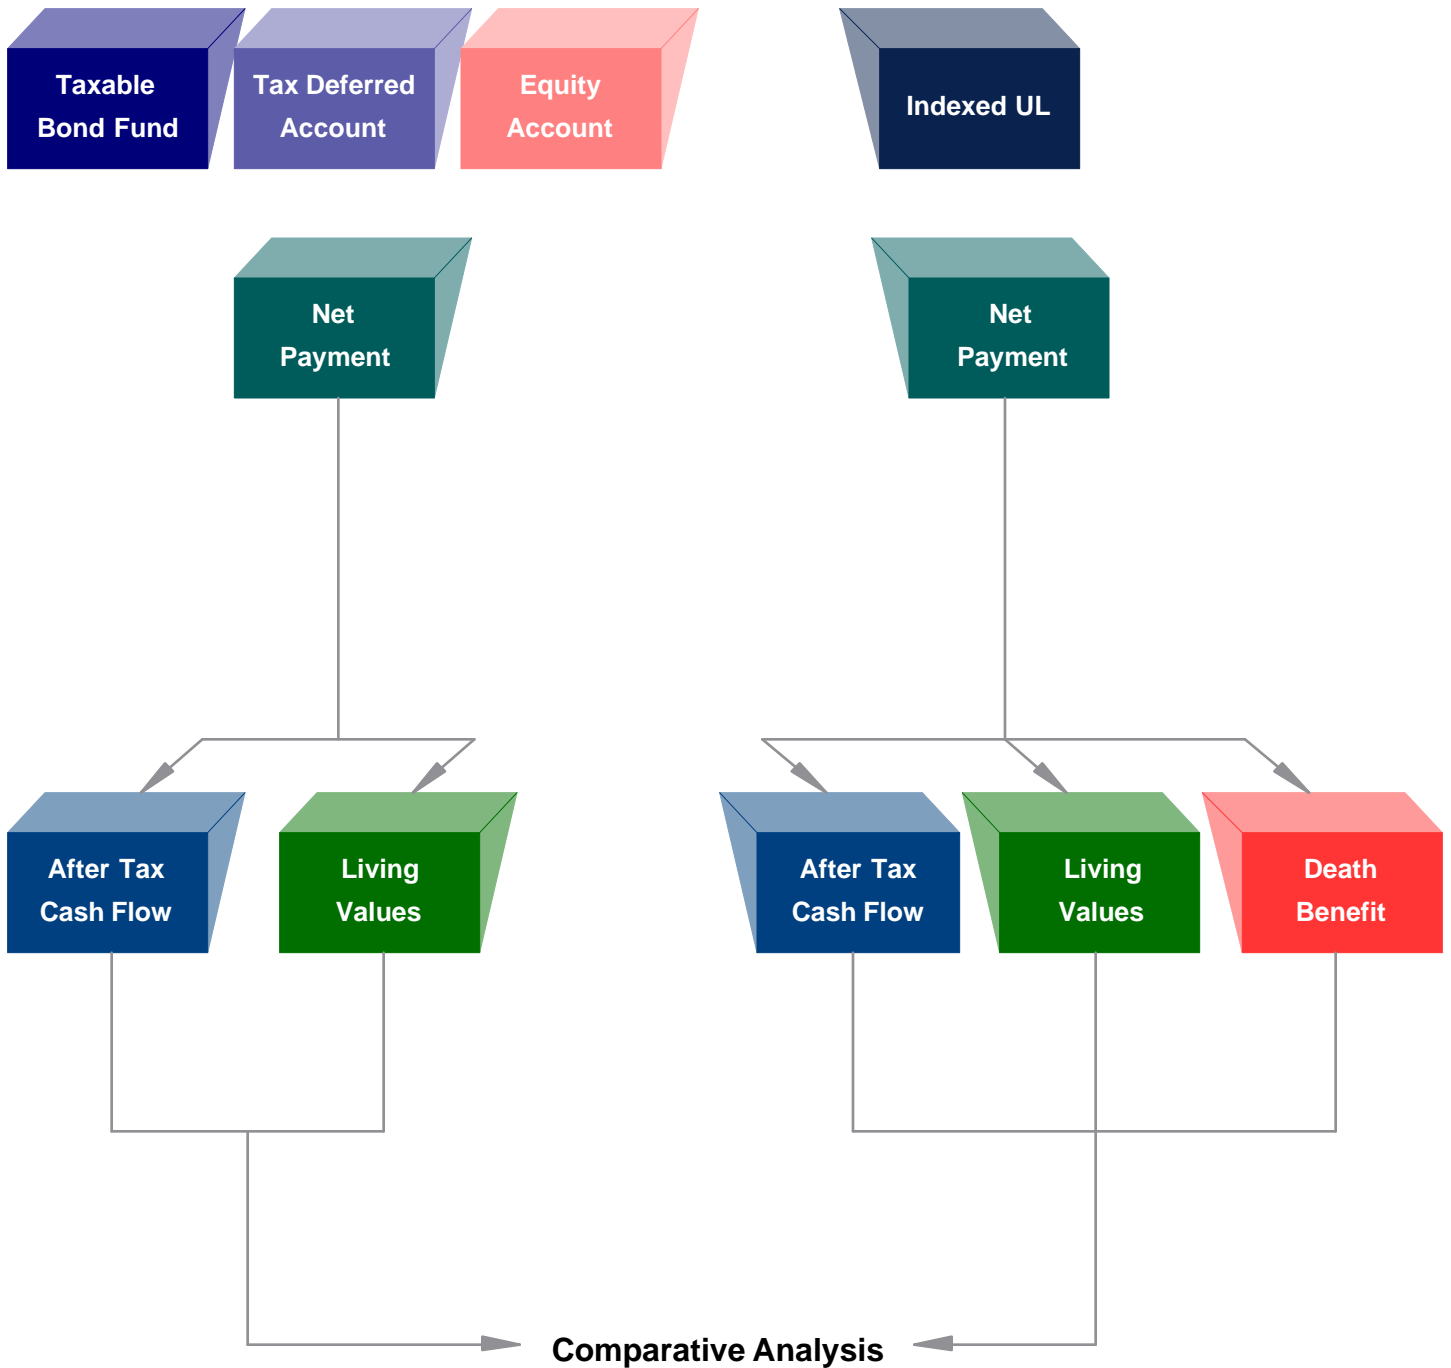 Taxable
Bond Fund
Tax Deferred
Account
Equity
Account
Indexed UL
Net
Payment
Net
Payment
After Tax
Cash Flow
Living
Values
After Tax
Cash Flow
Living
Values
Death
Benefit
Comparative Analysis